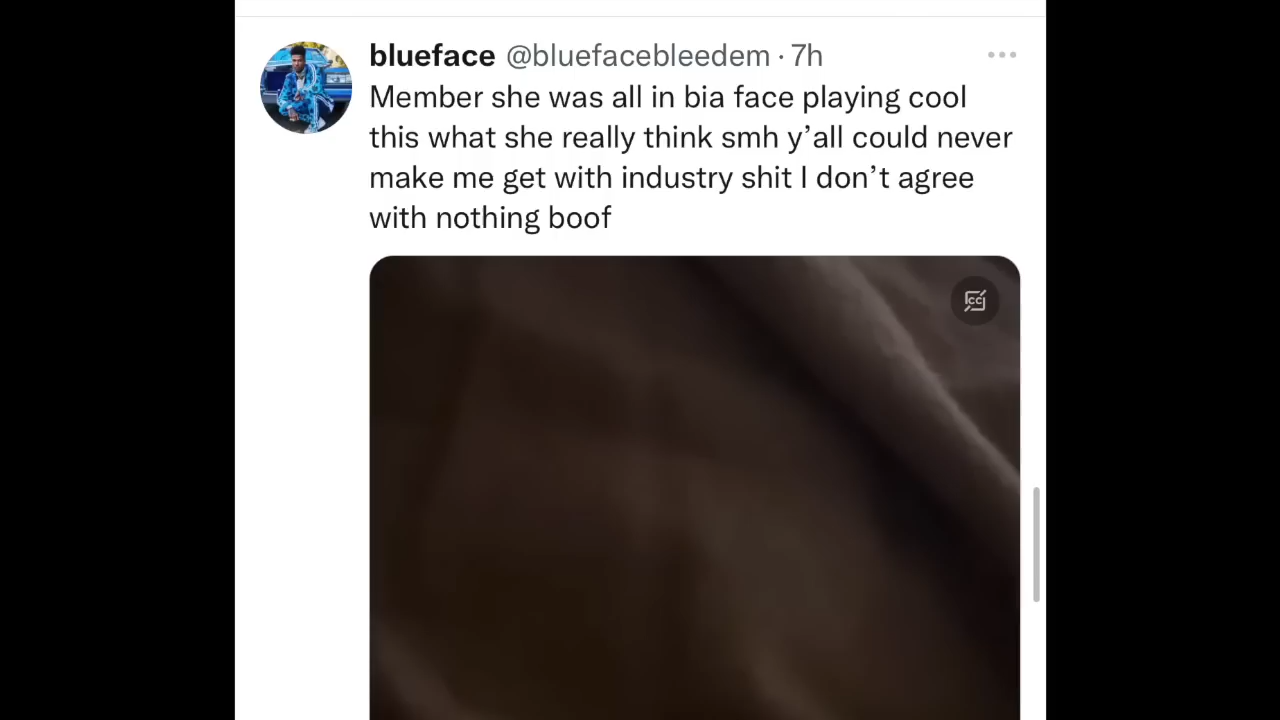 blueface @bluefacebleedem · 7h
Member she was all in bia face playing cool
this what she really think smh y’all could never
make me get with industry shit I don’t agree
with nothing boof
CC